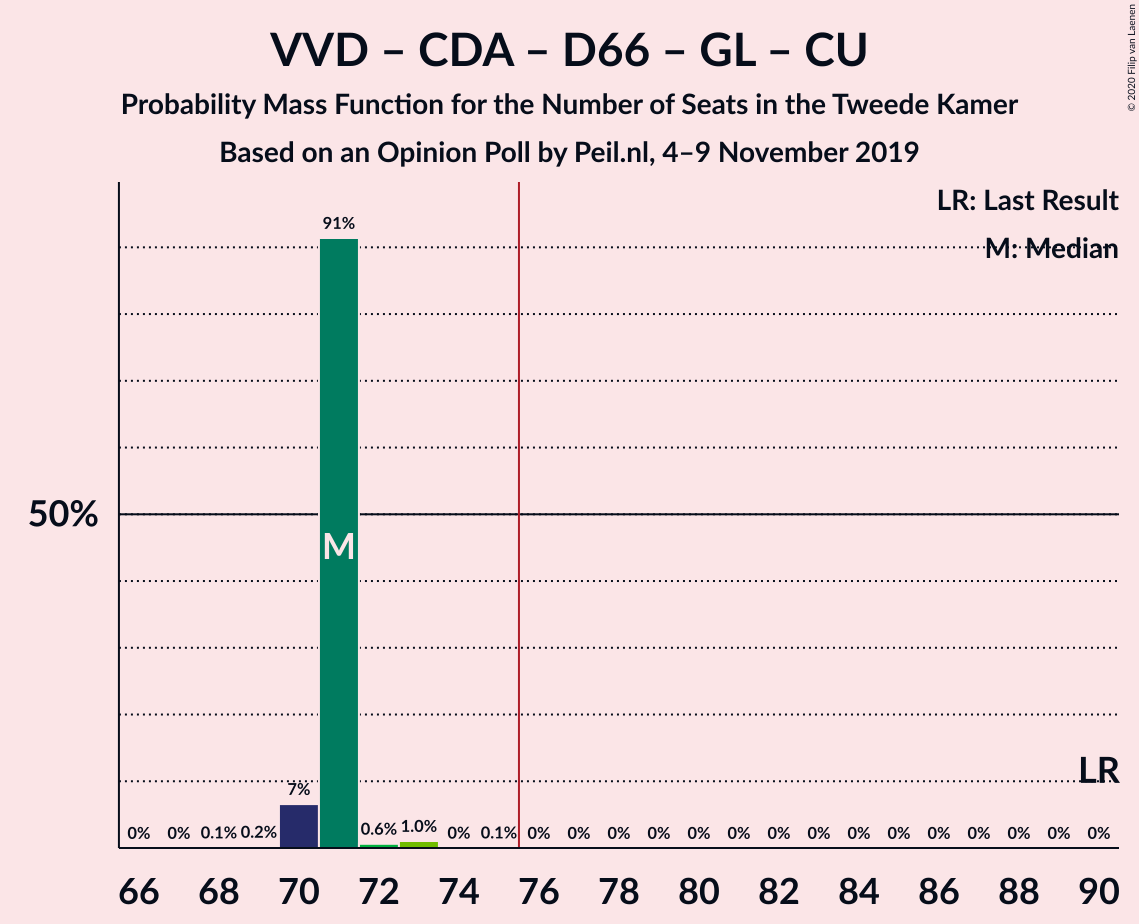 VVD – CDA – D66 – GL – CU
Probability Mass Function for the Number of Seats in the Tweede Kamer
Based on an Opinion Poll by Peil.nl, 4–9 November 2019
© 2020 Filip van Laenen
LR: Last Result
M: Median
91%
50%
M
LR
7%
0% 0% 0.1% 0.2% 0.6% 1.0% 0% 0.1% 0% 0% 0% 0% 0% 0% 0% 0% 0% 0% 0% 0% 0% 0% 0%
66 68 70 72 74 76 78 80 82 84 86 88 90